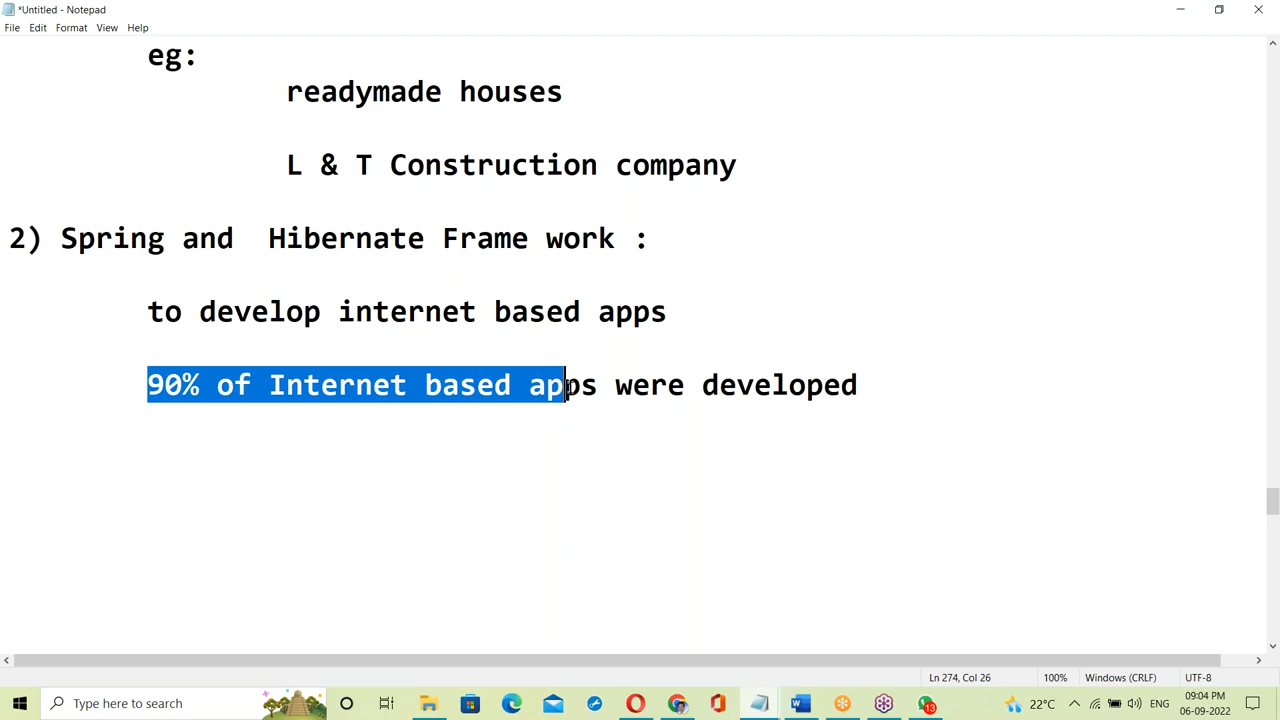 *Untitled - Notepad
File Edit Format View Help
eg:
readymade houses
L & T Construction company
2) Spring and  Hibernate Frame work :
to develop internet based apps
90% of Internet based apps were developed
Ln 274, Col 26 100% Windows (CRLF) UTF-8
Type here to search
13
22°C ENG
09:04 PM
06-09-2022